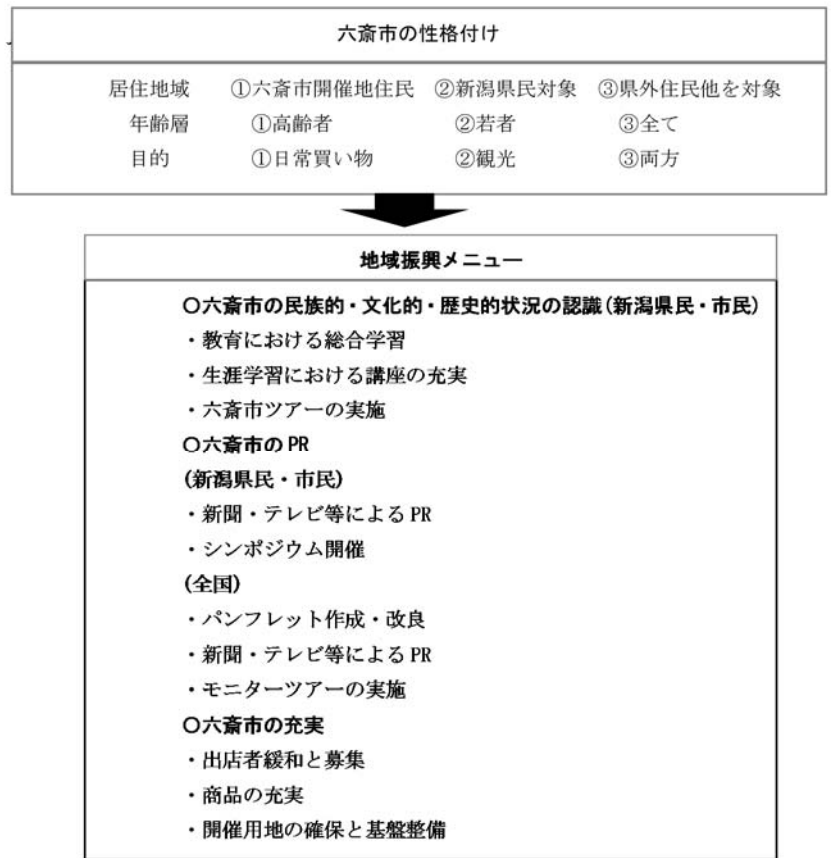 六斎市の性格付け
居住地域 ①六斎市開催地住民 ②新潟県民対象 ③県外住民他を対象
年齢層 ①高齢者 ②若者 ③全て
目的 ①日常買い物 ②観光 ③両方
地域振興メニュー
○六斎市の民族的・文化的・歴史的状況の認識(新潟県民・市民)
・教育における総合学習
・生涯学習における講座の充実
・六斎市ツアーの実施
○六斎市のPR
(新潟県民・市民)
・新聞・テレビ等によるPR
・シンポジウム開催
(全国)
・パンフレット作成・改良
・新聞・テレビ等によるPR
・モニターツアーの実施
○六斎市の充実
・出店者緩和と募集
・商品の充実
・開催用地の確保と基盤整備